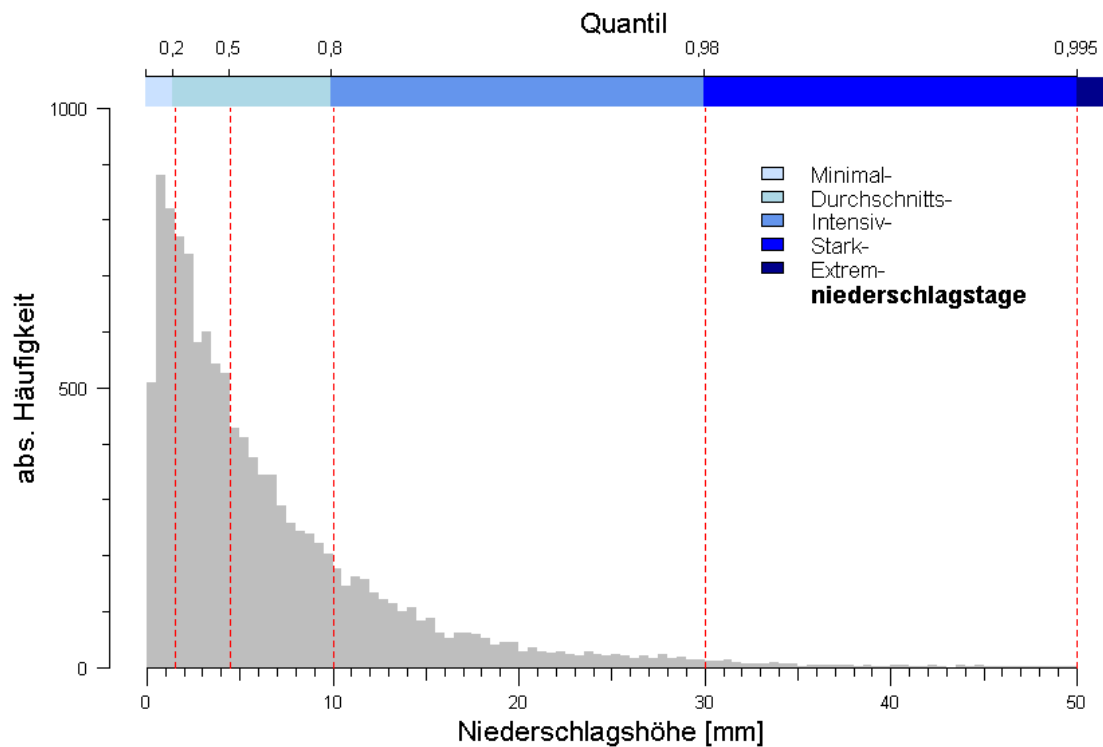 Quantil
0,2 0,5 0,8 0,98 0,995
1000
Minimal-
Durchschnitts-
Intensiv-
Stark-
Extrem-
niederschlagstage
abs. Häufigkeit
500
0
0 10 20 30 40 50
Niederschlagshöhe [mm]